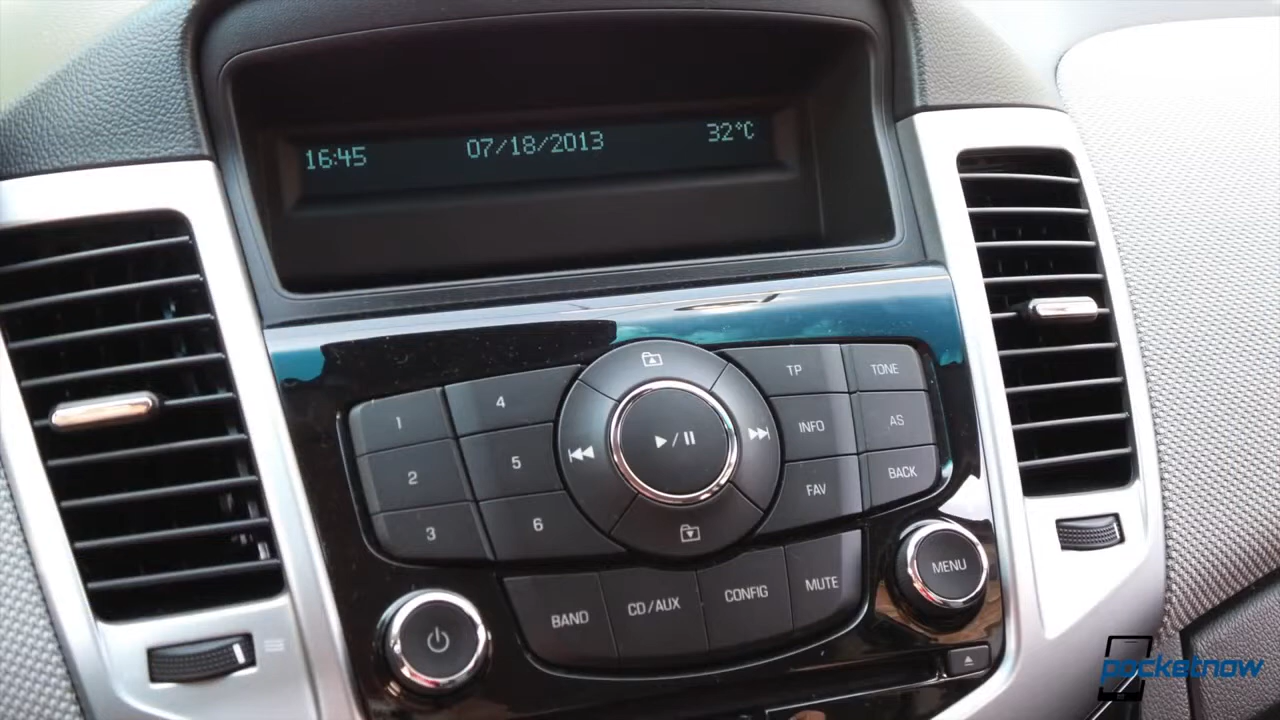 16:45 07/18/2013 32°C
1 4 TP TONE
2 5 INFO AS
3 6 FAV BACK
BAND CD/AUX CONFIG MUTE MENU
pocketnow